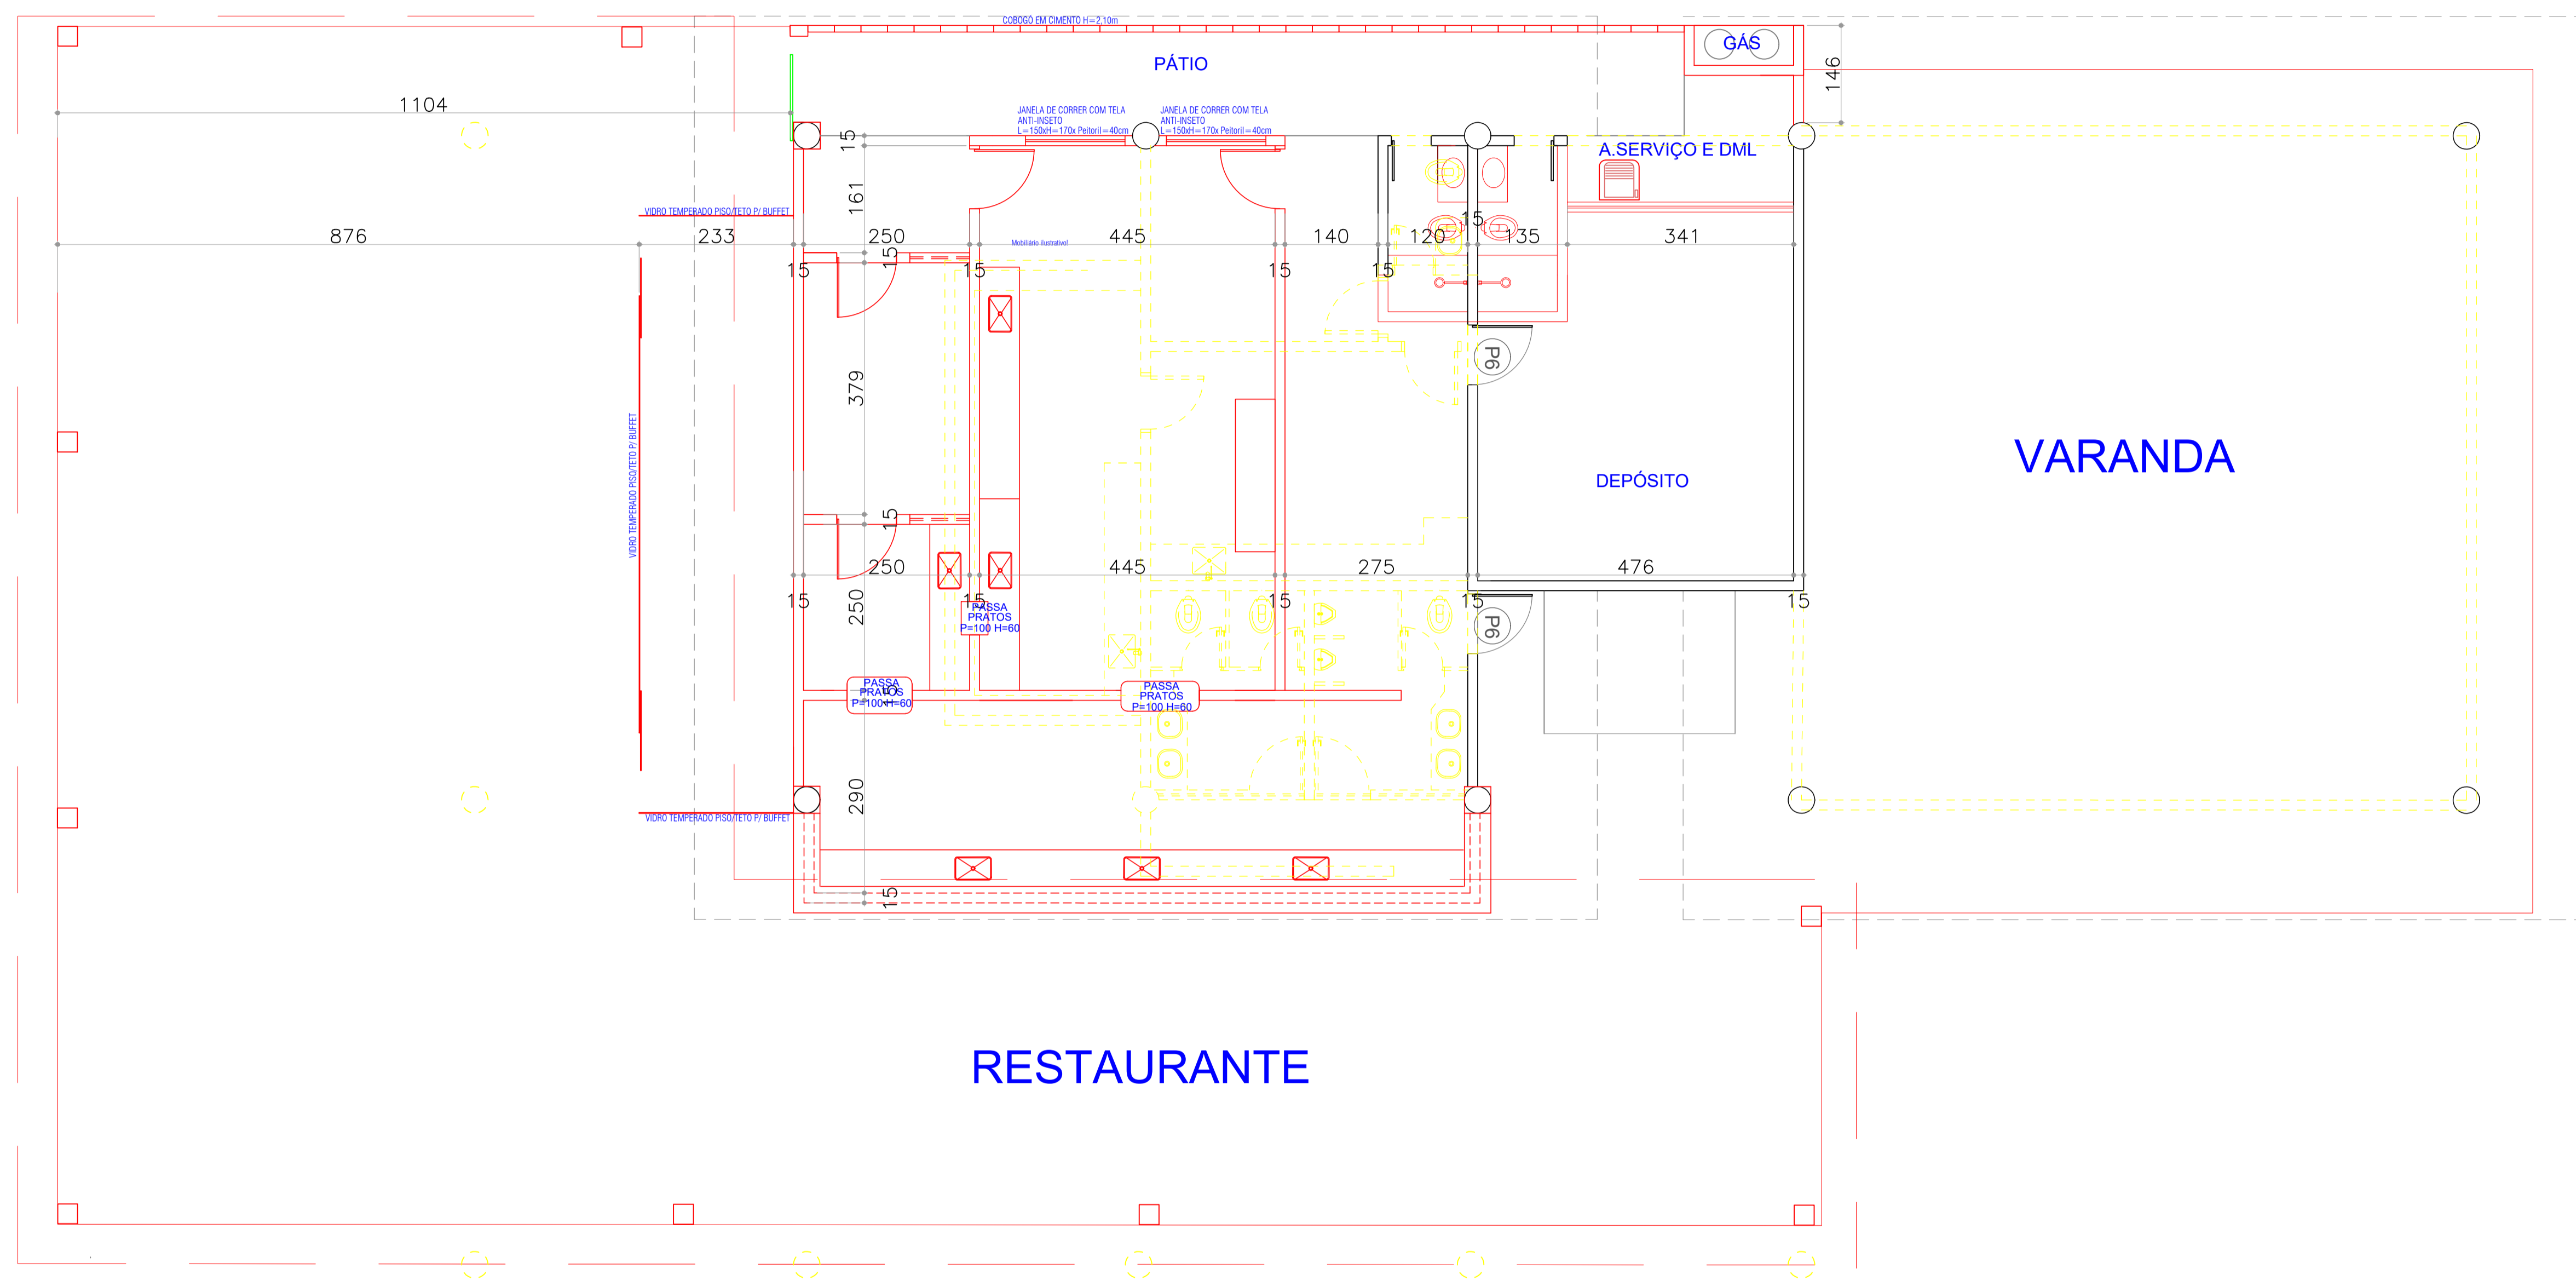 COBOGÓ EM CIMENTO H=2,10m
GÁS
PÁTIO
146
1104
JANELA DE CORRER COM TELA
ANTI-INSETO
L=150xH=170x Peitoril=40cm
JANELA DE CORRER COM TELA
ANTI-INSETO
L=150xH=170x Peitoril=40cm
15
A.SERVIÇO E DML
161
VIDRO TEMPERADO PISO/TETO P/ BUFFET
15
876
233
250
Mobiliário ilustrativo!
445
140
120
135
341
15
15
15
15
15
P6
379
VIDRO TEMPERADO PISO/TETO P/ BUFFET
VARANDA
DEPÓSITO
15
250
445
275
476
15
250
15
15
15
15
PASSA
PRATOS
P=100 H=60
P6
PASSA
PRATOS
P=100 H=60
15
PASSA
PRATOS
P=100 H=60
290
VIDRO TEMPERADO PISO/TETO P/ BUFFET
15
RESTAURANTE